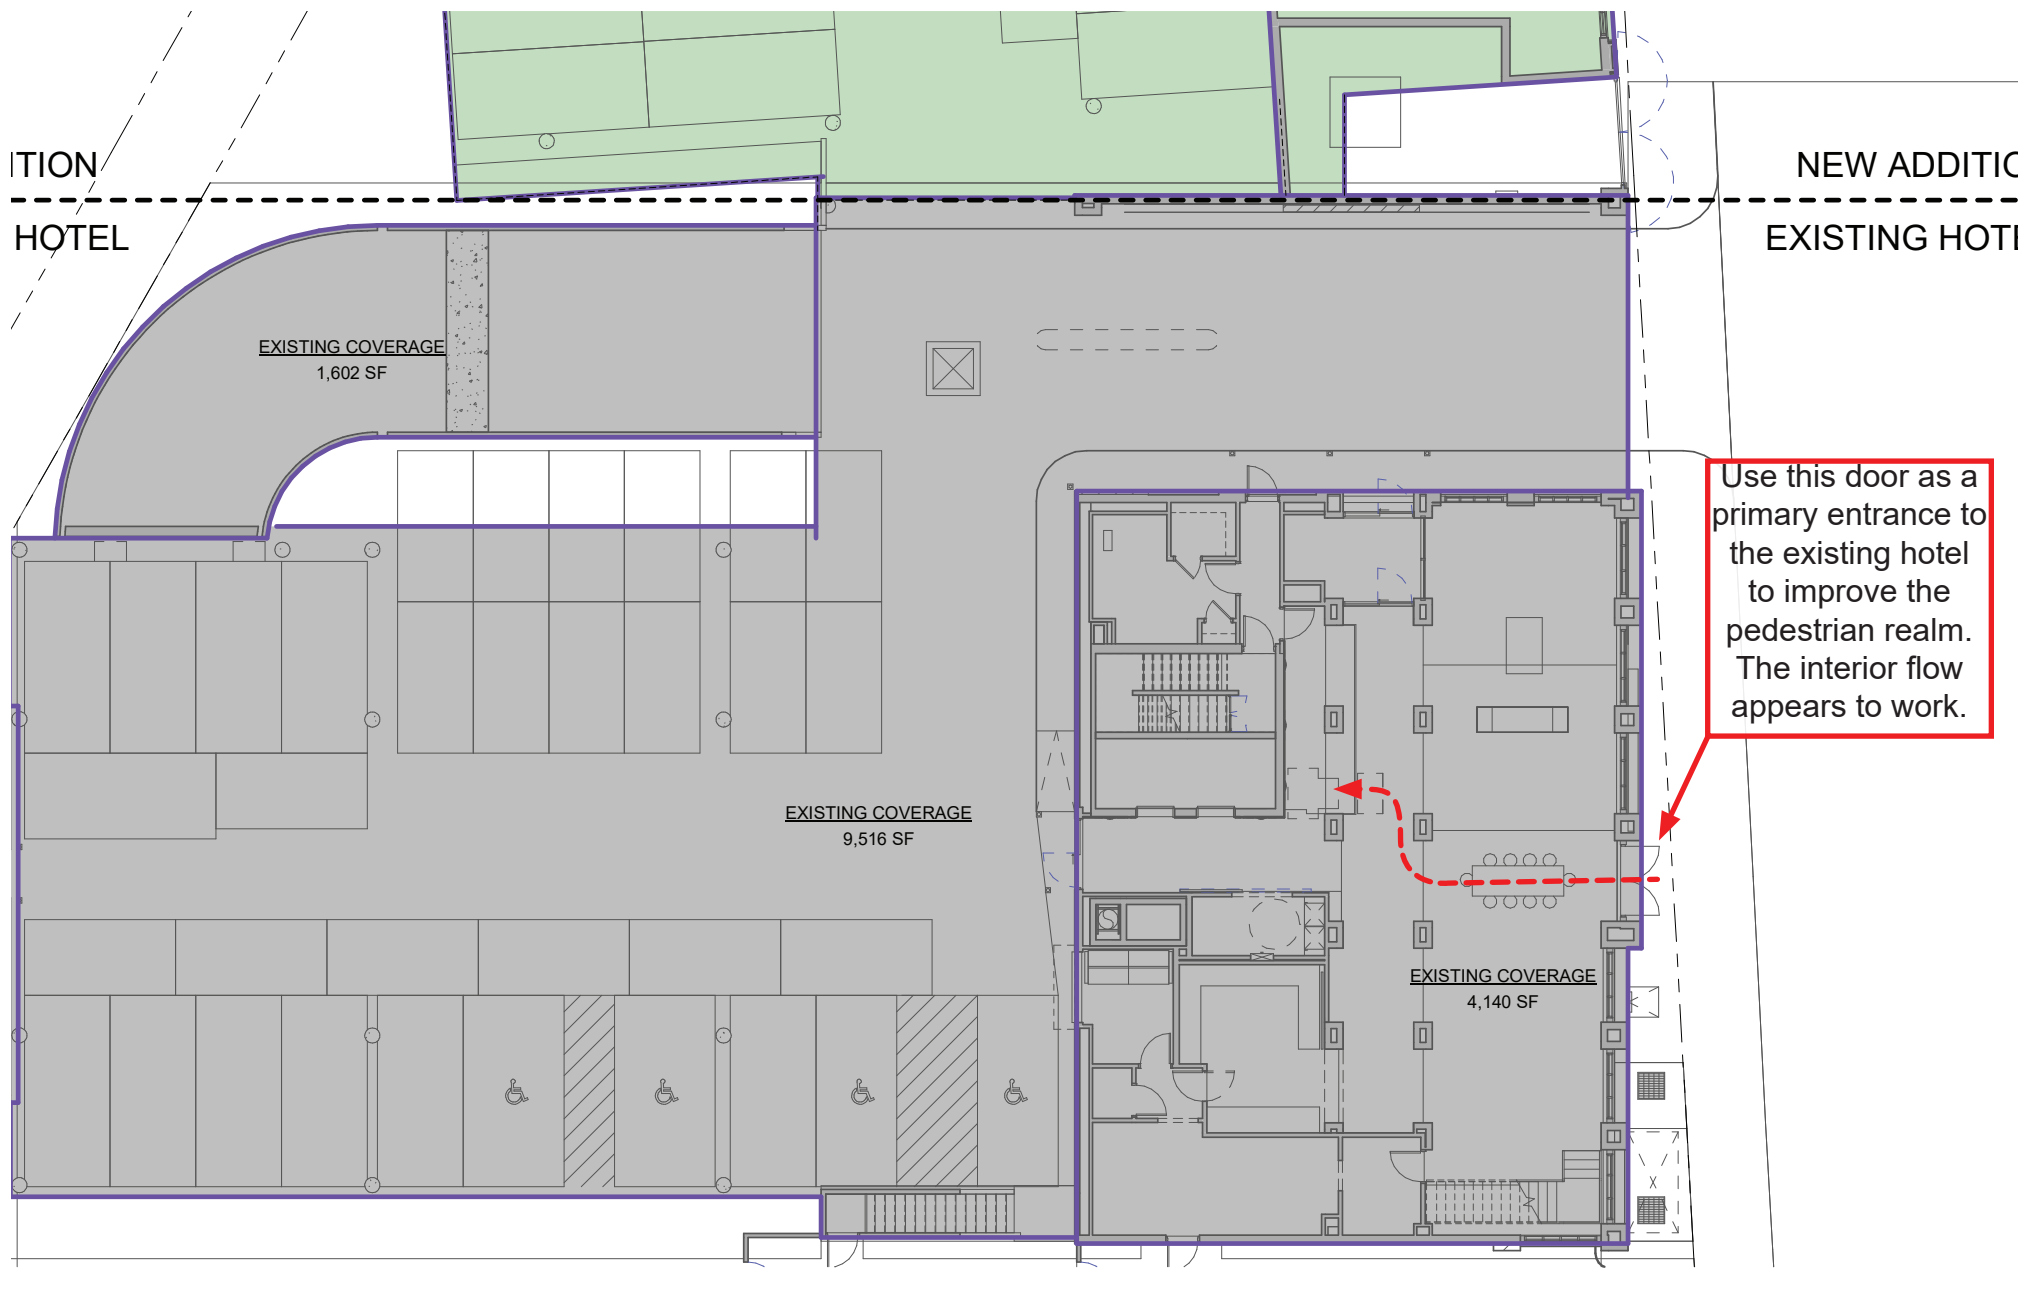 ITION
NEW ADDITIO
HOTEL
EXISTING HOTE
EXISTING COVERAGE
1,602 SF
Use this door as a
primary entrance to
the existing hotel
to improve the
pedestrian realm.
The interior flow
appears to work.
EXISTING COVERAGE
9,516 SF
EXISTING COVERAGE
4,140 SF